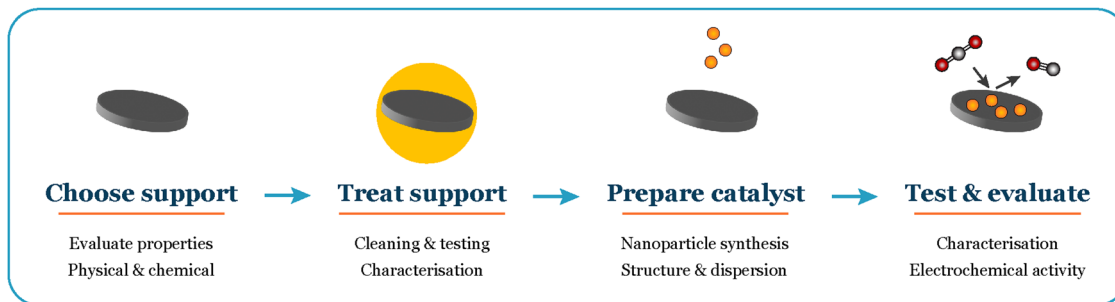 Choose support
Evaluate properties
Physical & chemical
Treat support
Cleaning & testing
Characterisation
Prepare catalyst
Nanoparticle synthesis
Structure & dispersion
Test & evaluate
Characterisation
Electrochemical activity